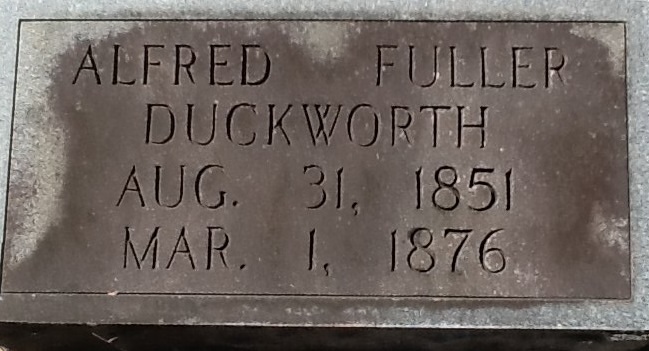 ALFRED FULLER
DUCKWORTH
AUG. 31, 1851
MAR. 1, 1876